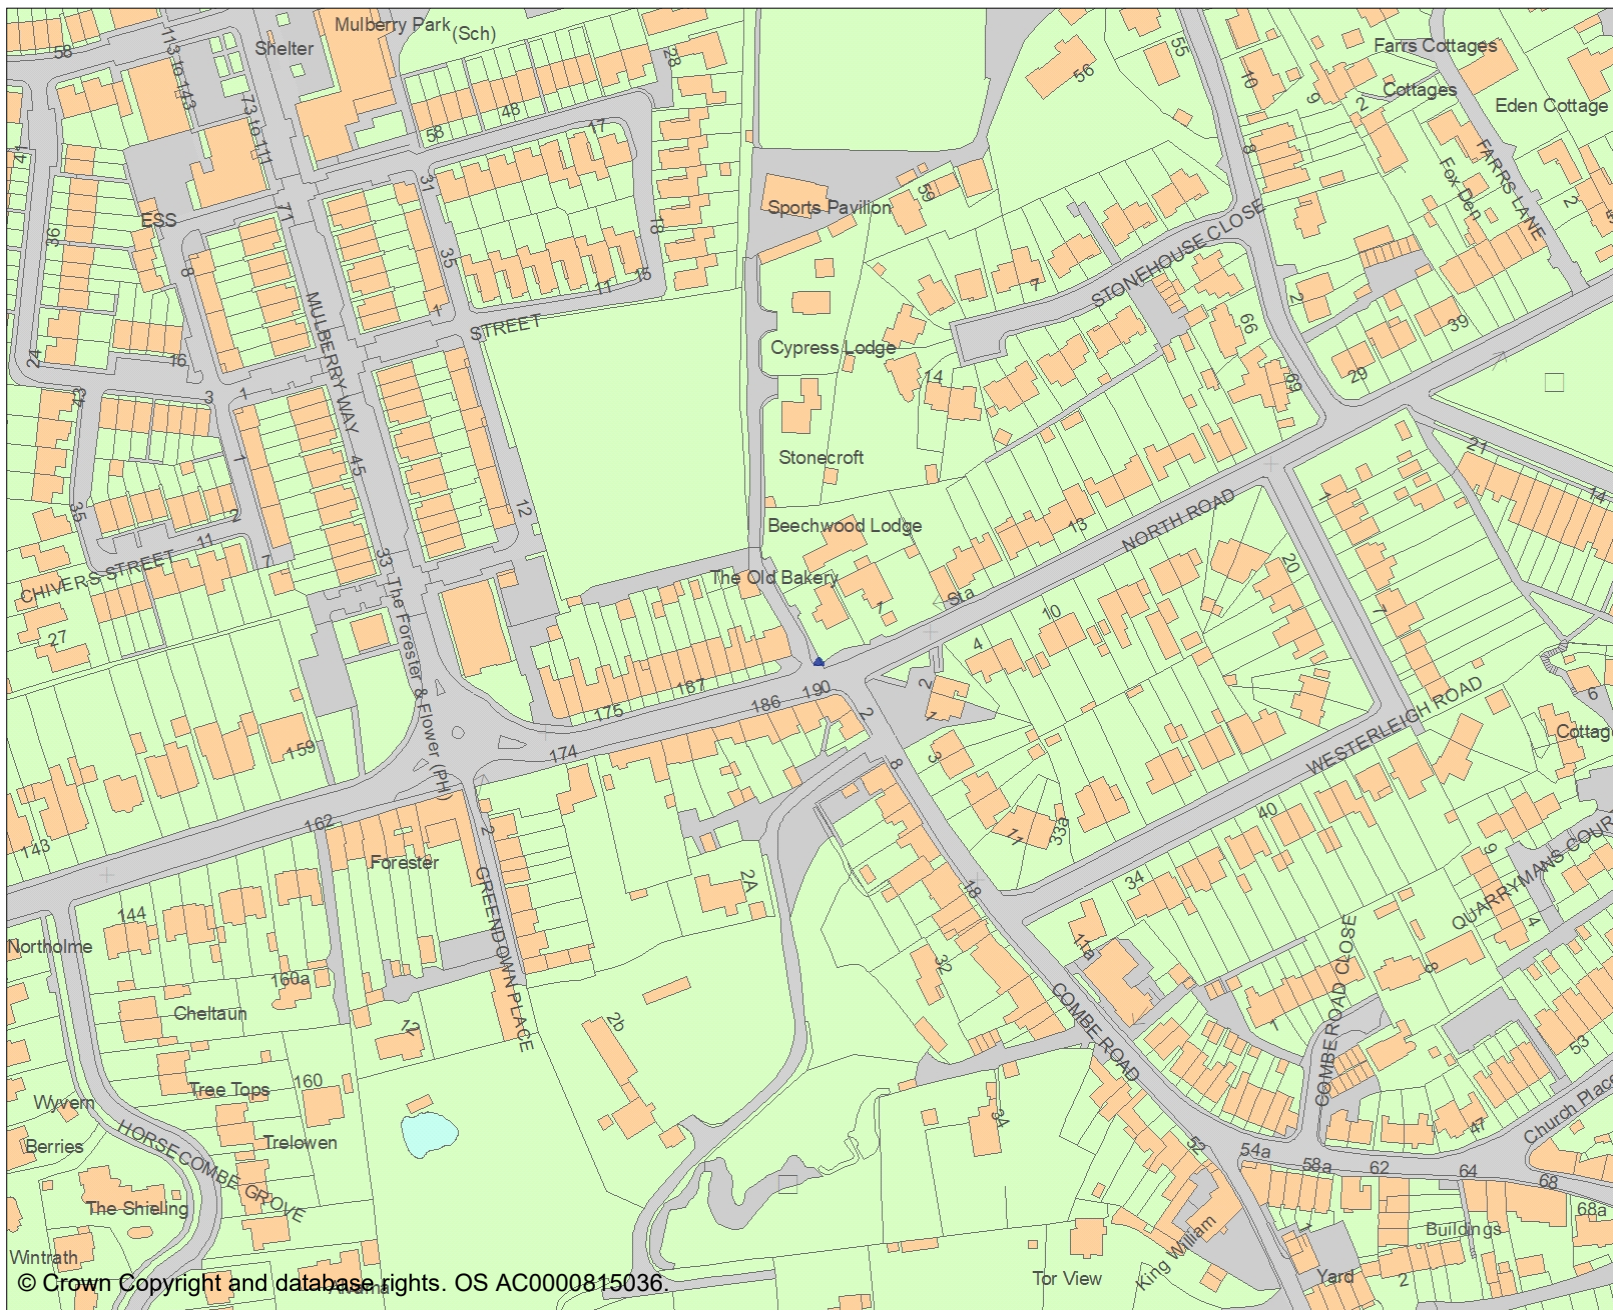 Mulberry Park
(Sch)
Shelter
58
113 to 143
73 to 111
28
48
58
17
56
55
10
9
2
Farrs Cottages
Cottages
Eden Cottage
FARRS LANE
Fox Den
2
8
41
36
ESS
71
31
35
18
15
11
59
Sports Pavilion
STONEHOUSE CLOSE
7
2
66
39
29
69
8
MULBERRY WAY
1
STREET
Cypress Lodge
14
24
16
43
3
1
1
45
Stonecroft
12
35
2
11
7
CHIVERS STREET
33
The Forester & Flower (PH)
Beechwood Lodge
The Old Bakery
1
Sta
13
NORTH ROAD
1
21
14
20
7
10
4
27
187
175
186
190
174
2
2
1
3
8
WESTERLEIGH ROAD
6
Cottag
159
143
162
2
Forester
GREENDOWN PLACE
2A
11
33a
40
34
9
QUARRYMANS COUR
4
8
18
144
Northolme
160a
Cheltaun
12
2b
32
11a
COMBE ROAD
COMBE ROAD CLOSE
1
53
Tree Tops
160
Wyvern
Trelowen
Berries
HORSECOMBE GROVE
The Shieling
Wintrath
34
52
54a
58a
62
64
68
47
Church Place
68a
Buildings
1
King William
Tor View
Yard
2
© Crown Copyright and database rights. OS AC0000815036.